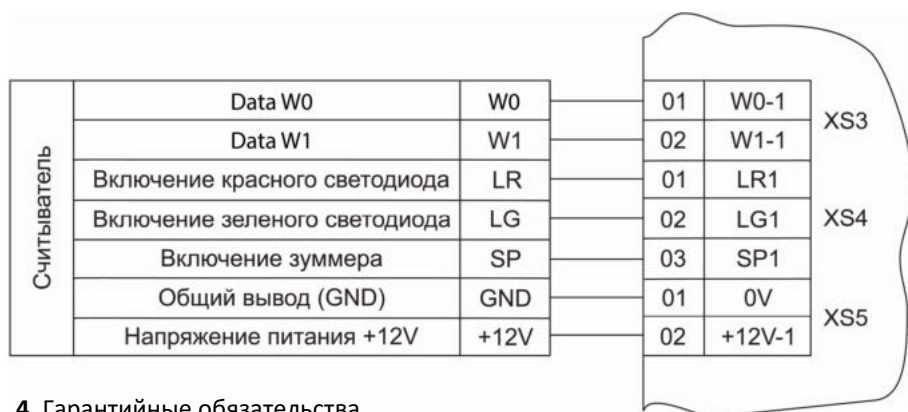 Считыватель
Data W0 W0 01 W0-1 XS3
Data W1 W1 02 W1-1
Включение красного светодиода LR 01 LR1
Включение зеленого светодиода LG 02 LG1 XS4
Включение зуммера SP 03 SP1
Общий вывод (GND) GND 01 0V XS5
Напряжение питания +12V +12V 02 +12V-1
4. Гарантийные обязательства